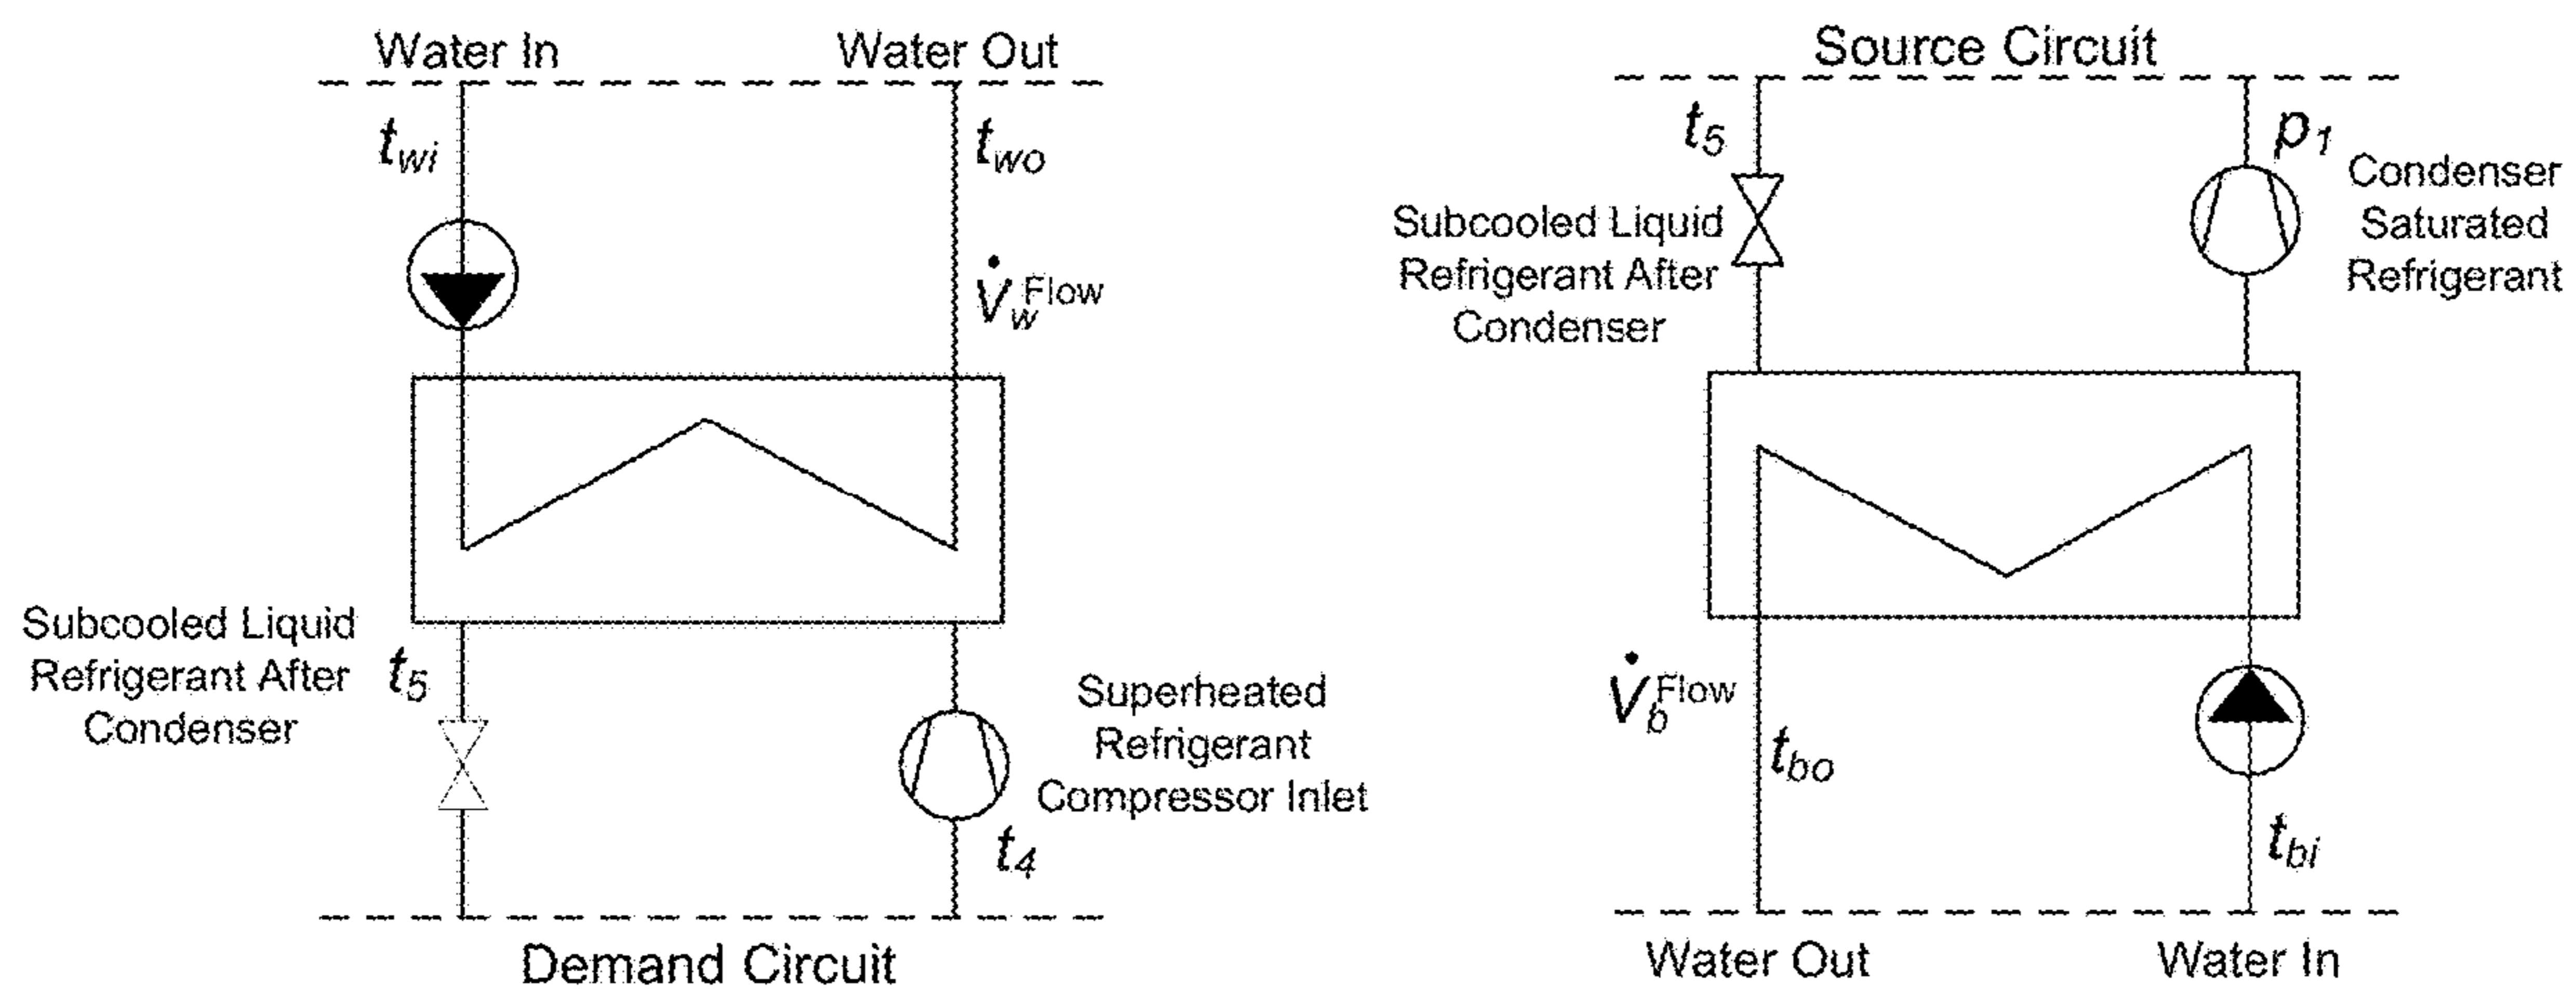 Water In
Water Out
t_wi
t_wo
V̇_w^Flow
Subcooled Liquid
Refrigerant After
Condenser
t_5
Superheated
Refrigerant
Compressor Inlet
t_4
Demand Circuit
Source Circuit
t_5
p_1
Condenser
Saturated
Refrigerant
Subcooled Liquid
Refrigerant After
Condenser
V̇_b^Flow
t_bo
t_bi
Water Out
Water In